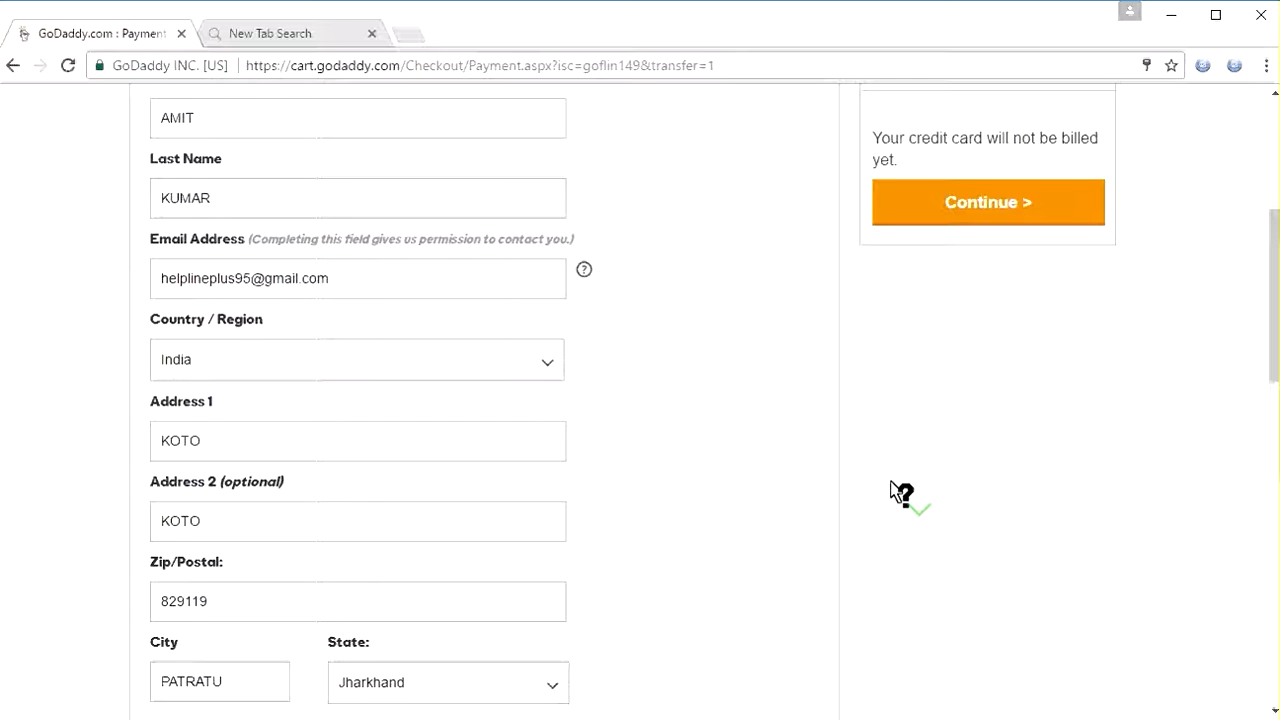 GoDaddy.com : Payment
New Tab Search
GoDaddy INC. [US] | https://cart.godaddy.com/Checkout/Payment.aspx?isc=goflin149&transfer=1
AMIT
Last Name
KUMAR
Email Address (Completing this field gives us permission to contact you.)
helplineplus95@gmail.com
?
Country / Region
India
Address 1
KOTO
Address 2 (optional)
KOTO
Zip/Postal:
829119
City
State:
PATRATU
Jharkhand
Your credit card will not be billed
yet.
Continue >